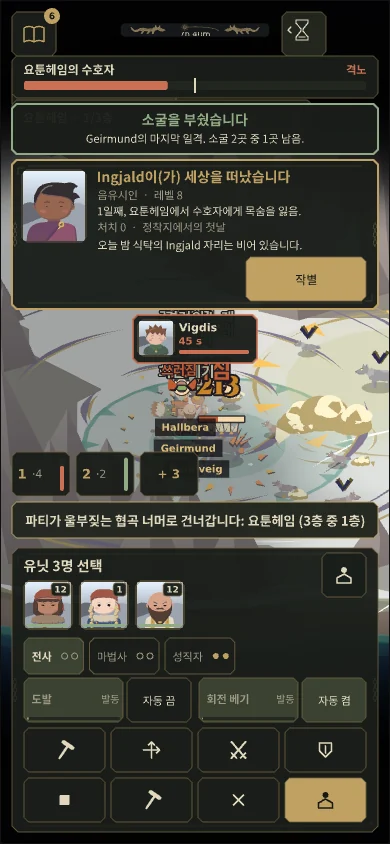 6
요툰헤임의 수호자 격노
소굴을 부쉈습니다
Geirmund의 마지막 일격. 소굴 2곳 중 1곳 남음.
Ingjald이(가) 세상을 떠났습니다
음유시인 · 레벨 8
1일째, 요툰헤임에서 수호자에게 목숨을 잃음.
처치 0 · 정착지에서의 첫날
오늘 밤 식탁의 Ingjald 자리는 비어 있습니다.
작별
Vigdis
45 s
213
Hallbera
Geirmund
veig
1 ·4
2 ·2
+ 3
파티가 울부짖는 협곡 너머로 건너갑니다: 요툰헤임 (3층 중 1층)
유닛 3명 선택
12 1 12
전사 마법사 성직자
도발 발동 자동 끔 회전 베기 발동 자동 켬